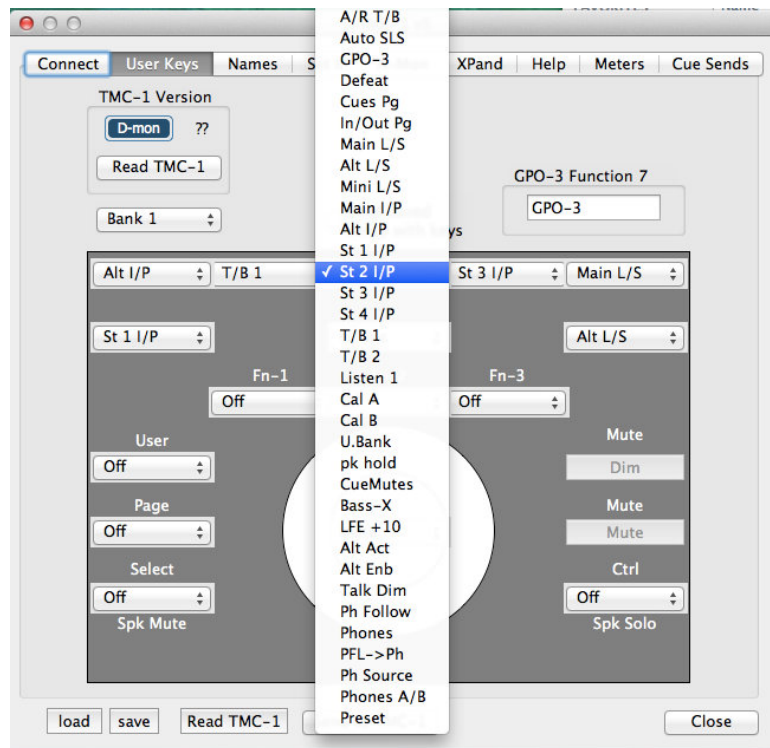 A/R T/B
Auto SLS
GPO-3
Defeat
Cues Pg
In/Out Pg
Main L/S
Alt L/S
Mini L/S
Main I/P
Alt I/P
St 1 I/P
✓ St 2 I/P
St 3 I/P
St 4 I/P
T/B 1
T/B 2
Listen 1
Cal A
Cal B
U.Bank
pk hold
CueMutes
Bass-X
LFE +10
Alt Act
Alt Enb
Talk Dim
Ph Follow
Phones
PFL->Ph
Ph Source
Phones A/B
Preset
Connect User Keys Names XPand Help Meters Cue Sends
TMC-1 Version
D-mon ??
Read TMC-1
GPO-3 Function 7
GPO-3
Bank 1
keys
Alt I/P T/B 1 St 3 I/P Main L/S
St 1 I/P Alt L/S
Fn-1 Fn-3
Off Off
User Mute
Off Dim
Page Mute
Off Mute
Select Ctrl
Off Off
Spk Mute Spk Solo
load save Read TMC-1 Close